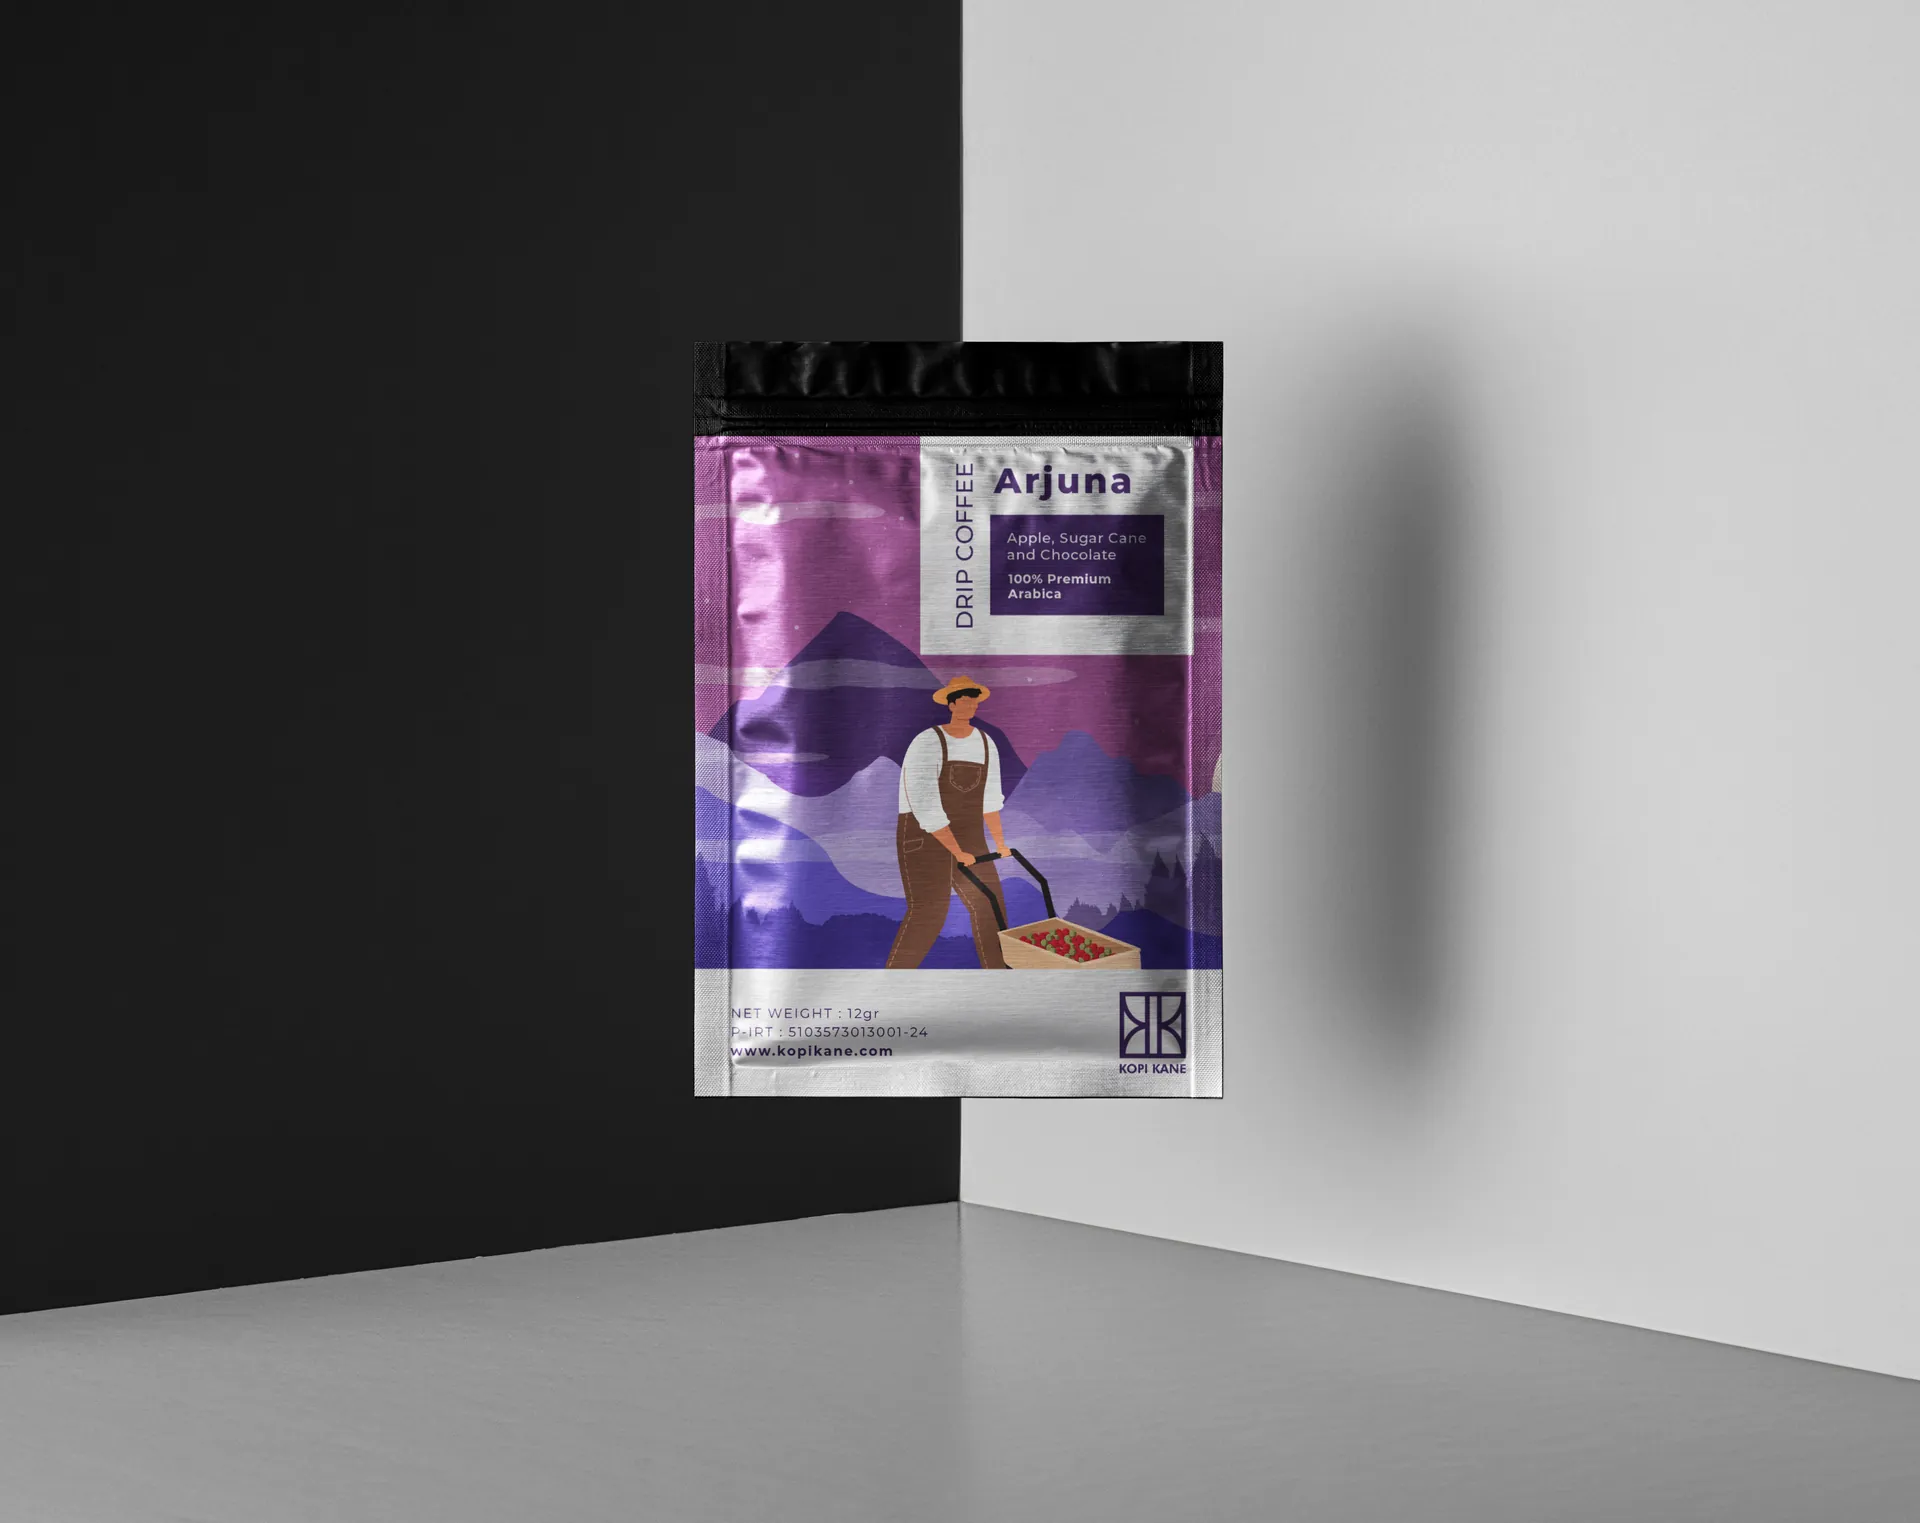 DRIP COFFEE
Arjuna
Apple, Sugar Cane
and Chocolate
100% Premium
Arabica
NET WEIGHT : 12gr
P-IRT : 5103573013001-24
www.kopikane.com
KOPI KANE